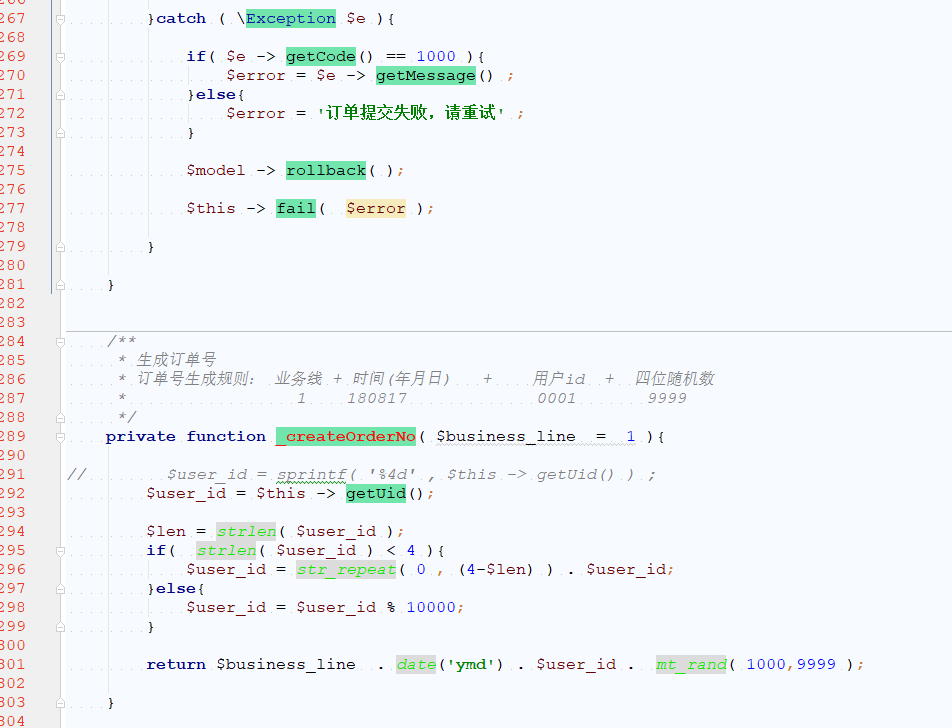 266
267 }catch ( \Exception $e ){
268
269 if( $e -> getCode() == 1000 ){
270 $error = $e -> getMessage() ;
271 }else{
272 $error = '订单提交失败，请重试' ;
273 }
274
275 $model -> rollback( );
276
277 $this -> fail( $error );
278
279 }
280
281 }
282
283
284 /**
285 * 生成订单号
286 * 订单号生成规则： 业务线 + 时间(年月日) + 用户id + 四位随机数
287 * 1 180817 0001 9999
288 */
289 private function _createOrderNo( $business_line = 1 ){
290
291 // $user_id = sprintf( '%4d' , $this -> getUid() ) ;
292 $user_id = $this -> getUid();
293
294 $len = strlen( $user_id );
295 if( strlen( $user_id ) < 4 ){
296 $user_id = str_repeat( 0 , (4-$len) ) . $user_id;
297 }else{
298 $user_id = $user_id % 10000;
299 }
300
301 return $business_line . date('ymd') . $user_id . mt_rand( 1000,9999 );
302
303 }
304